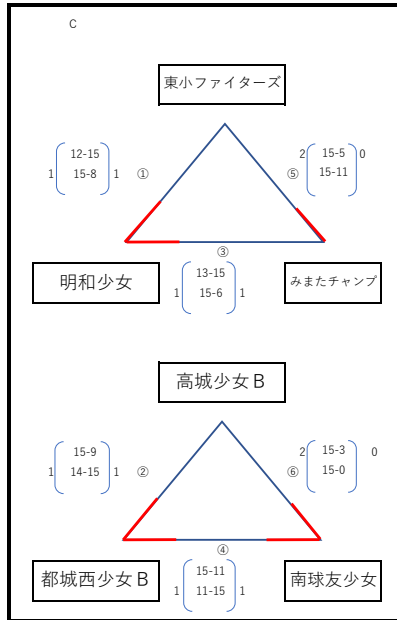 C
東小ファイターズ
12-15
1 15-8 1 ①
⑤ 2 15-5 0
15-11
③
明和少女
13-15
1 15-6 1
みまたチャンプ
高城少女B
15-9
1 14-15 1 ②
⑥ 2 15-3 0
15-0
④
都城西少女B
15-11
1 11-15 1
南球友少女